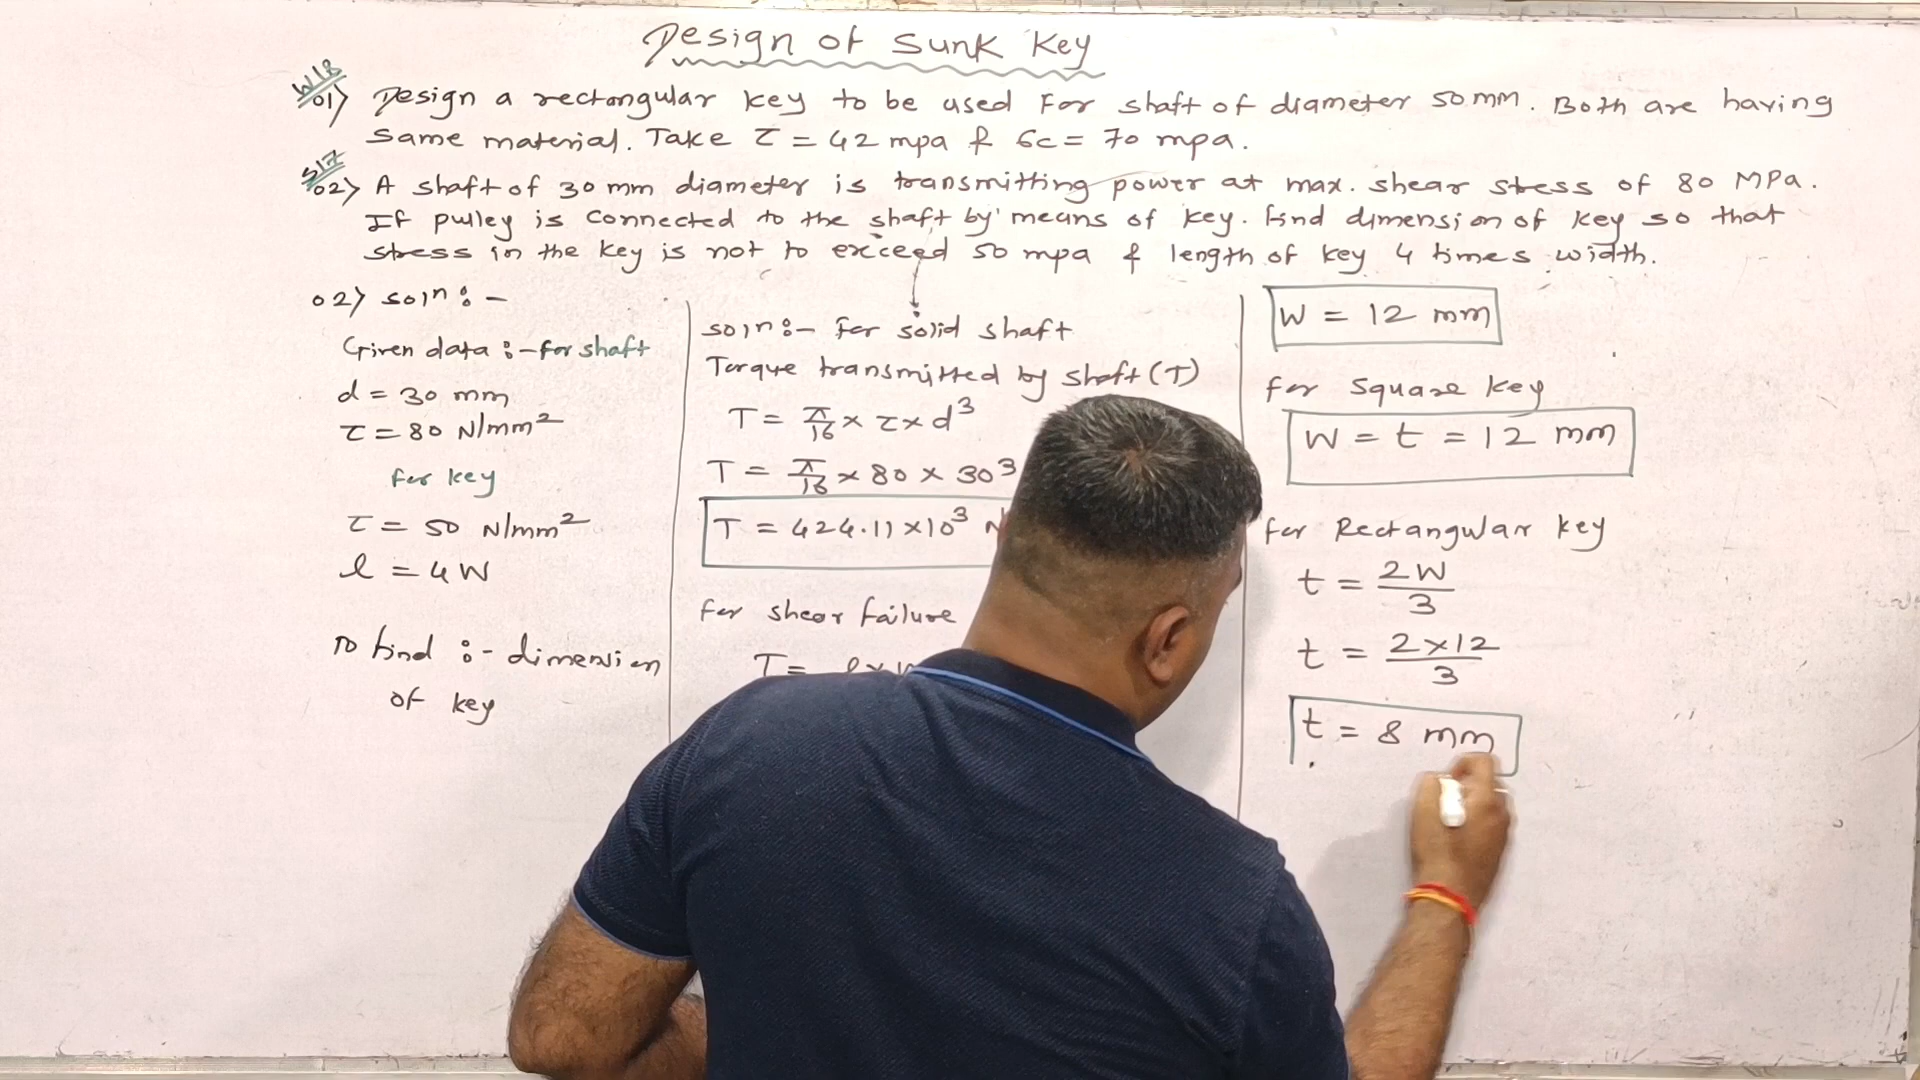 Design of Sunk Key
W18
01) Design a rectangular key to be used for shaft of diameter 50 mm. Both are having
same material. Take τ = 42 mpa & σc = 70 mpa.
S17
02) A shaft of 30 mm diameter is transmitting power at max. shear stress of 80 MPa.
If pulley is connected to the shaft by means of key. Find dimension of key so that
stress in the key is not to exceed 50 mpa & length of key 4 times width.
02) soln :-
Given data :- for shaft
d = 30 mm
τ = 80 N/mm²
for key
τ = 50 N/mm²
l = 4W
To find :- dimension
of key
soln :- For solid shaft
Torque transmitted by shaft (T)
T = π/16 × τ × d³
T = π/16 × 80 × 30³
T = 424.11 × 10³ N
for shear failure
T = l × w
W = 12 mm
for square key
W = t = 12 mm
for Rectangular key
t = 2W/3
t = 2×12/3
t = 8 mm